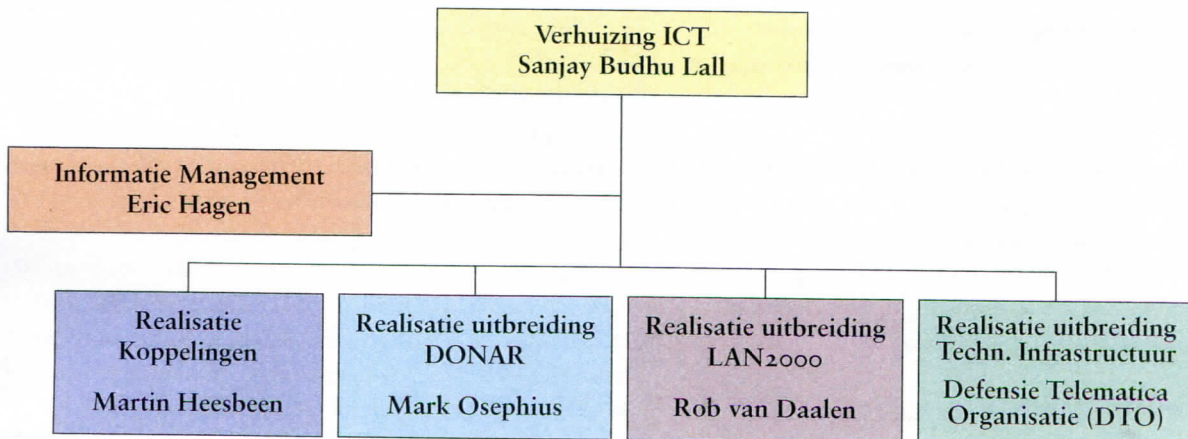 Verhuizing ICT
Sanjay Budhu Lall
Informatie Management
Eric Hagen
Realisatie
Koppelingen
Martin Heesbeen
Realisatie uitbreiding
DONAR
Mark Osephius
Realisatie uitbreiding
LAN2000
Rob van Daalen
Realisatie uitbreiding
Techn. Infrastructuur
Defensie Telematica
Organisatie (DTO)